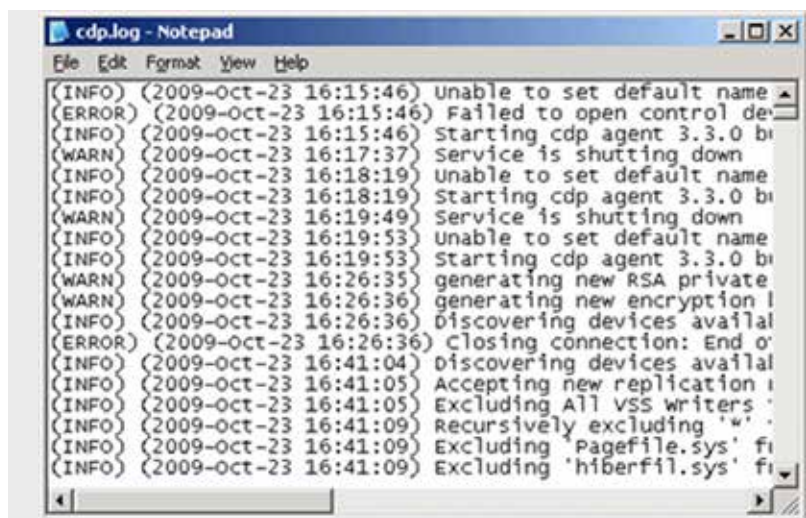 cdp.log - Notepad
File Edit Format View Help
(INFO) (2009-Oct-23 16:15:46) Unable to set default name
(ERROR) (2009-Oct-23 16:15:46) Failed to open control
(INFO) (2009-Oct-23 16:15:46) Starting cdp agent 3.3.0
(WARN) (2009-Oct-23 16:17:37) Service is shutting down
(INFO) (2009-Oct-23 16:18:19) Unable to set default name
(INFO) (2009-Oct-23 16:18:19) Starting cdp agent 3.3.0
(WARN) (2009-Oct-23 16:19:49) Service is shutting down
(INFO) (2009-Oct-23 16:19:53) Unable to set default name
(INFO) (2009-Oct-23 16:19:53) Starting cdp agent 3.3.0
(WARN) (2009-Oct-23 16:26:35) generating new RSA private
(WARN) (2009-Oct-23 16:26:36) generating new encryption
(INFO) (2009-Oct-23 16:26:36) Discovering devices
(ERROR) (2009-Oct-23 16:26:36) Closing connection: End
(INFO) (2009-Oct-23 16:41:04) Discovering devices
(INFO) (2009-Oct-23 16:41:05) Accepting new replication
(INFO) (2009-Oct-23 16:41:05) Excluding All VSS Writers
(INFO) (2009-Oct-23 16:41:09) Recursively excluding '*'
(INFO) (2009-Oct-23 16:41:09) Excluding 'Pagefile.sys'
(INFO) (2009-Oct-23 16:41:09) Excluding 'hiberfil.sys'